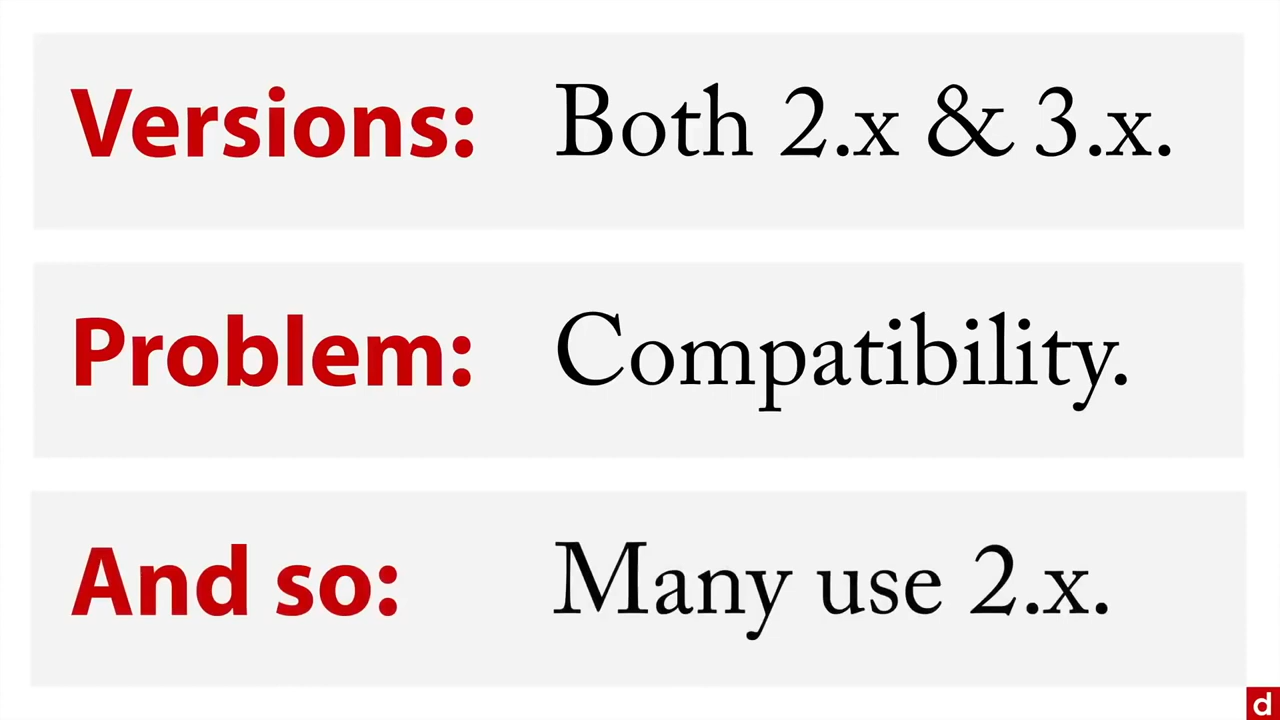 Versions: Both 2.x & 3.x.
Problem: Compatibility.
And so: Many use 2.x.
d